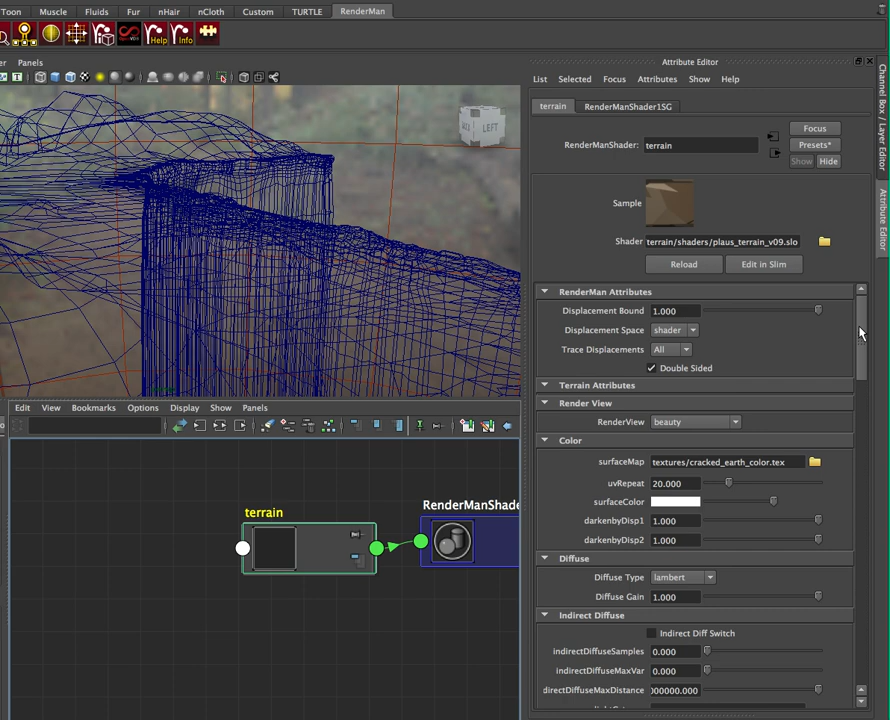 Toon Muscle Fluids Fur nHair nCloth Custom TURTLE RenderMan
Help Info
Panels
LEFT
Attribute Editor
List Selected Focus Attributes Show Help
terrain RenderManShader1SG
Focus
RenderManShader: terrain
Presets*
Show Hide
Sample
Shader terrain/shaders/plaus_terrain_v09.slo
Reload Edit in Slim
RenderMan Attributes
Displacement Bound 1.000
Displacement Space shader
Trace Displacements All
Double Sided
Terrain Attributes
Render View
RenderView beauty
Color
surfaceMap textures/cracked_earth_color.tex
uvRepeat 20.000
surfaceColor
darkenbyDisp1 1.000
darkenbyDisp2 1.000
Diffuse
Diffuse Type lambert
Diffuse Gain 1.000
Indirect Diffuse
Indirect Diff Switch
indirectDiffuseSamples 0.000
indirectDiffuseMaxVar 0.000
directDiffuseMaxDistance 000000.000
Channel Box / Layer Editor
Attribute Editor
Edit View Bookmarks Options Display Show Panels
terrain
RenderManShade